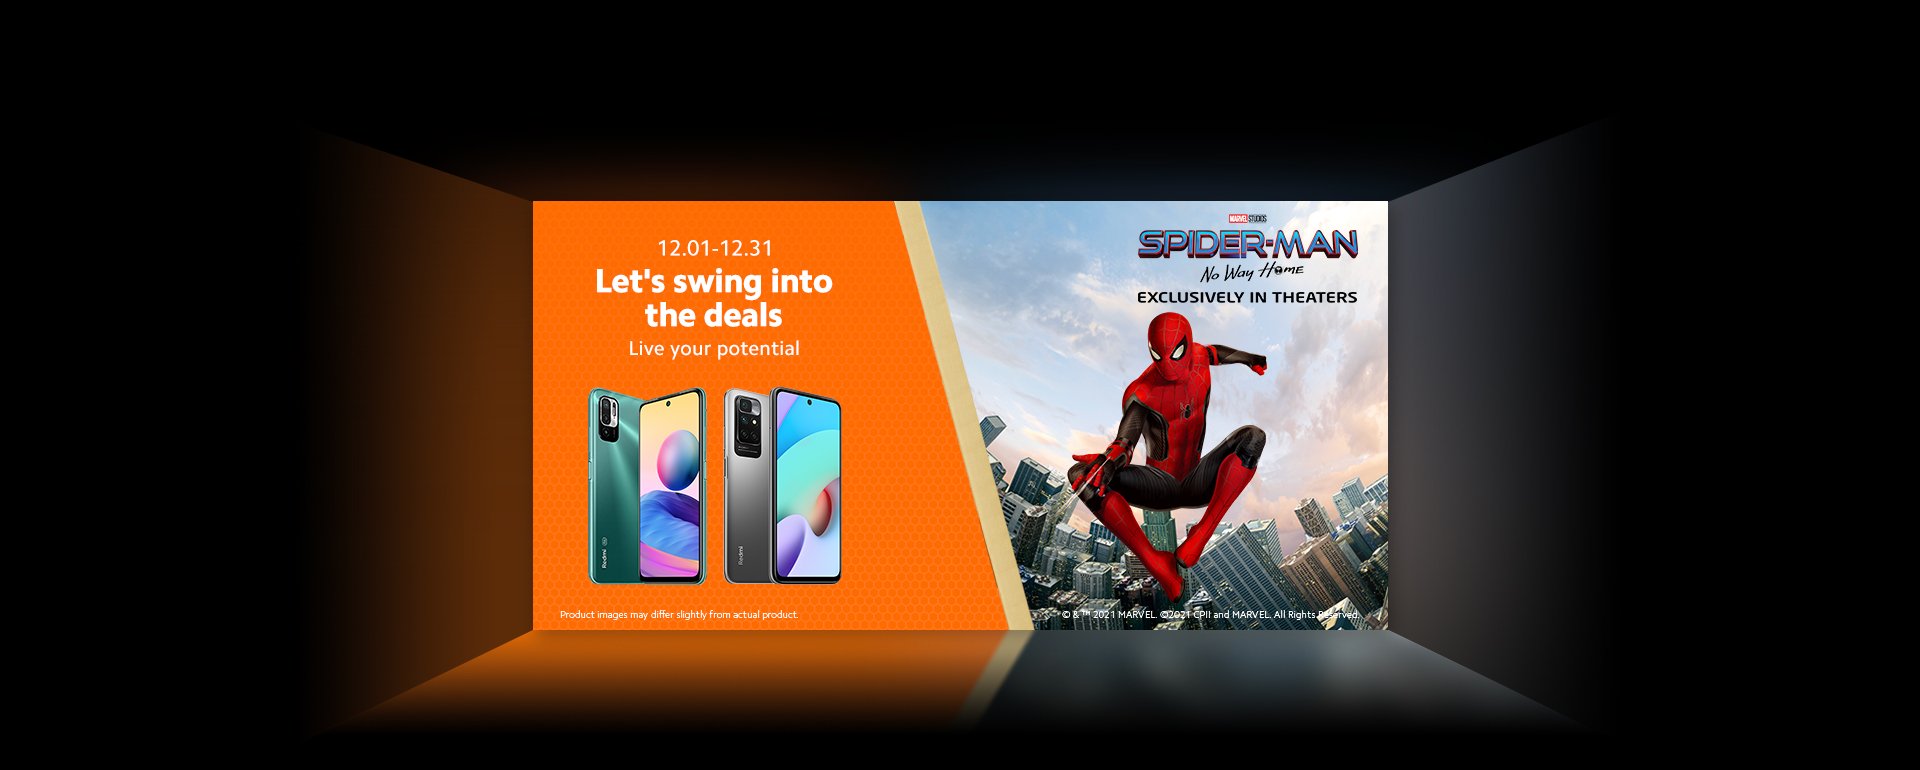 12.01-12.31
Let's swing into
the deals
Live your potential
Redmi
Redmi
Product images may differ slightly from actual product.
MARVEL STUDIOS
SPIDER-MAN
No Way Home
EXCLUSIVELY IN THEATERS
© & ™ 2021 MARVEL. ©2021 CPII and MARVEL. All Rights Reserved.